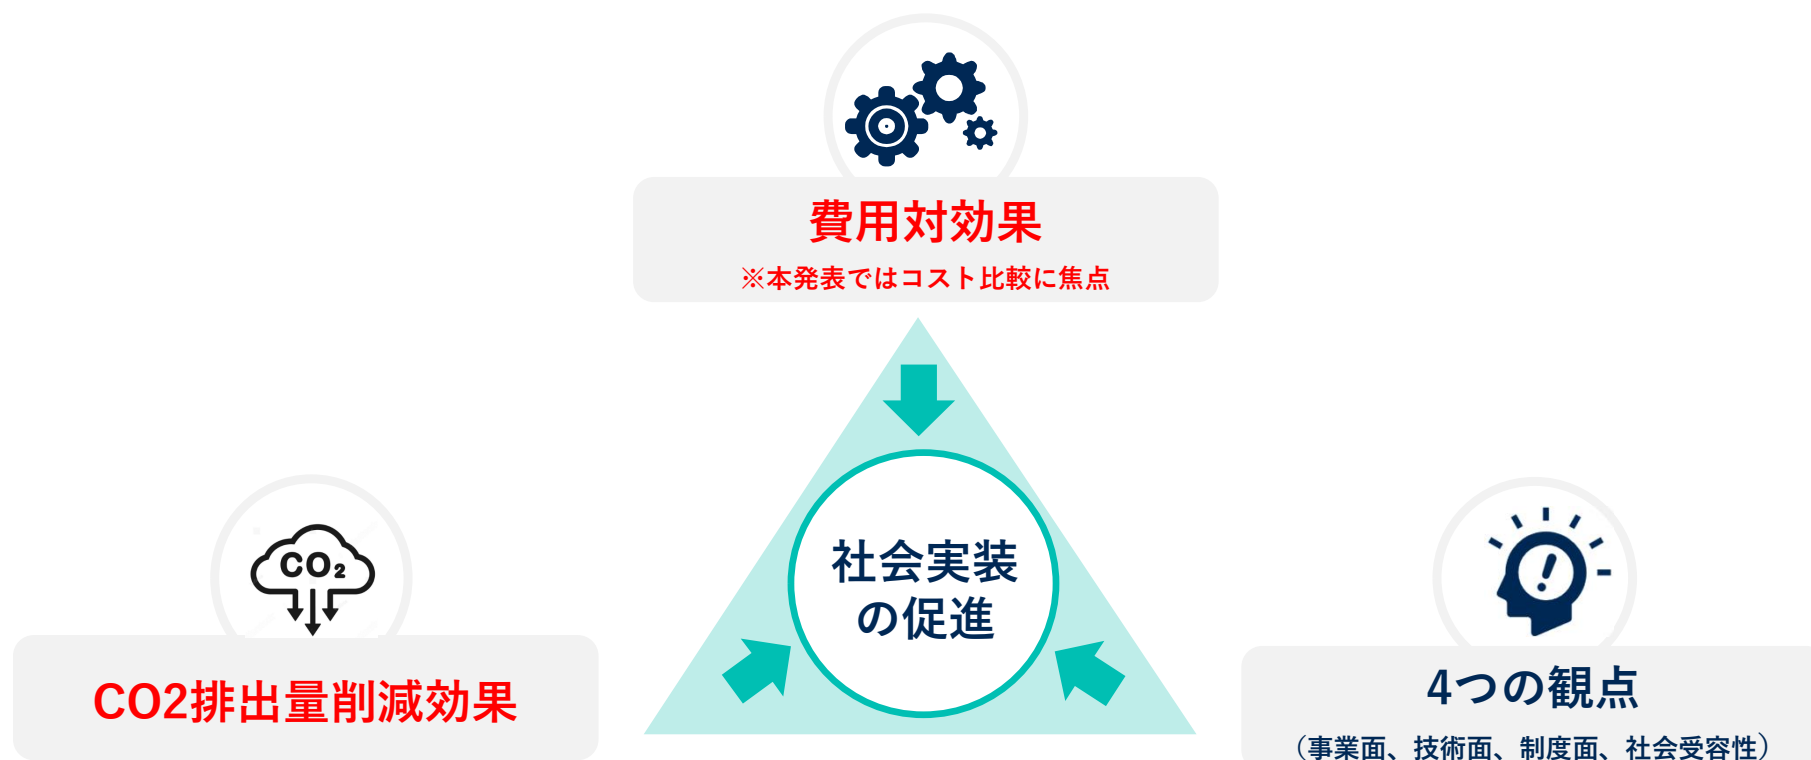 費用対効果
※本発表ではコスト比較に焦点
社会実装
の促進
CO₂
CO2排出量削減効果
4つの観点
（事業面、技術面、制度面、社会受容性）